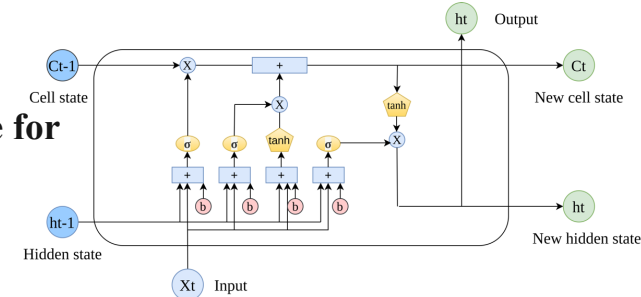 ht Output
Ct-1 X + Ct
Cell state New cell state
tanh
X
e for
σ σ tanh σ X
+ + + +
b b b b
ht-1 ht
Hidden state New hidden state
Xt Input